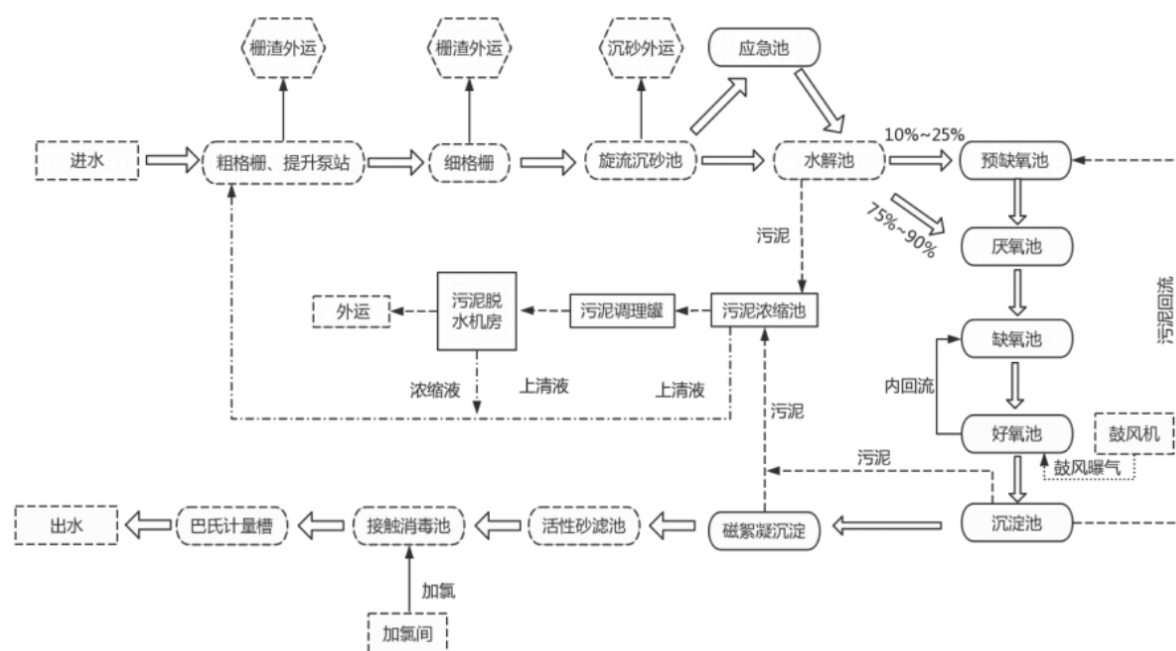 栅渣外运
栅渣外运
沉砂外运
应急池
进水
粗格栅、提升泵站
细格栅
旋流沉砂池
水解池
10%~25%
预缺氧池
75%~90%
污泥
厌氧池
外运
污泥脱
水机房
污泥调理罐
污泥浓缩池
缺氧池
污泥回流
浓缩液
上清液
上清液
污泥
内回流
好氧池
鼓风机
鼓风曝气
污泥
出水
巴氏计量槽
接触消毒池
活性砂滤池
磁絮凝沉淀
沉淀池
加氯
加氯间